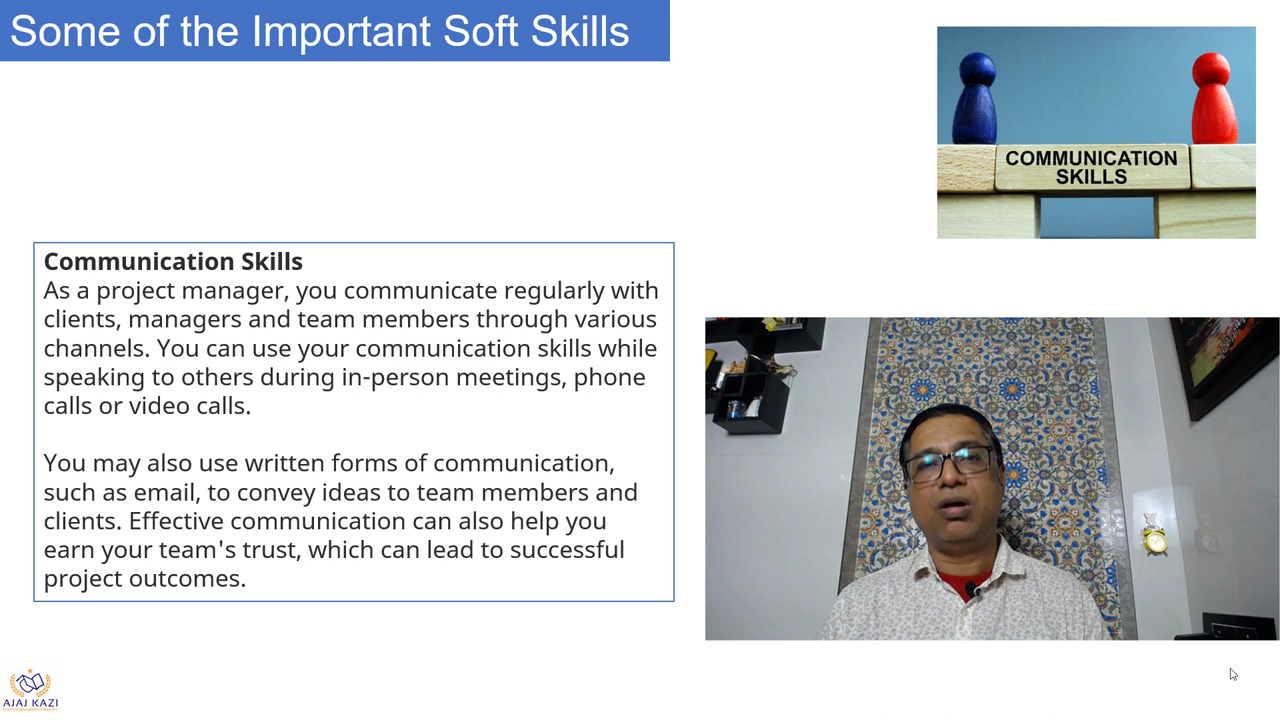 Some of the Important Soft Skills
COMMUNICATION
SKILLS
Communication Skills
As a project manager, you communicate regularly with
clients, managers and team members through various
channels. You can use your communication skills while
speaking to others during in-person meetings, phone
calls or video calls.
You may also use written forms of communication,
such as email, to convey ideas to team members and
clients. Effective communication can also help you
earn your team's trust, which can lead to successful
project outcomes.
AJAJ KAZI